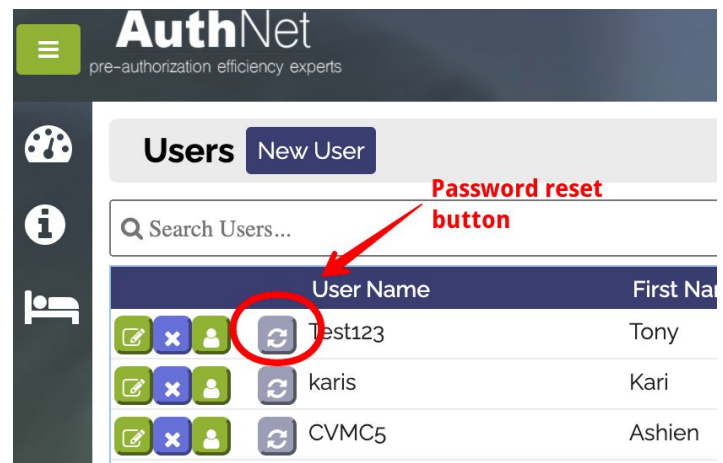 AuthNet
pre-authorization efficiency experts
Users New User
Password reset
button
Search Users...
User Name First Nar
Test123 Tony
karis Kari
CVMC5 Ashien